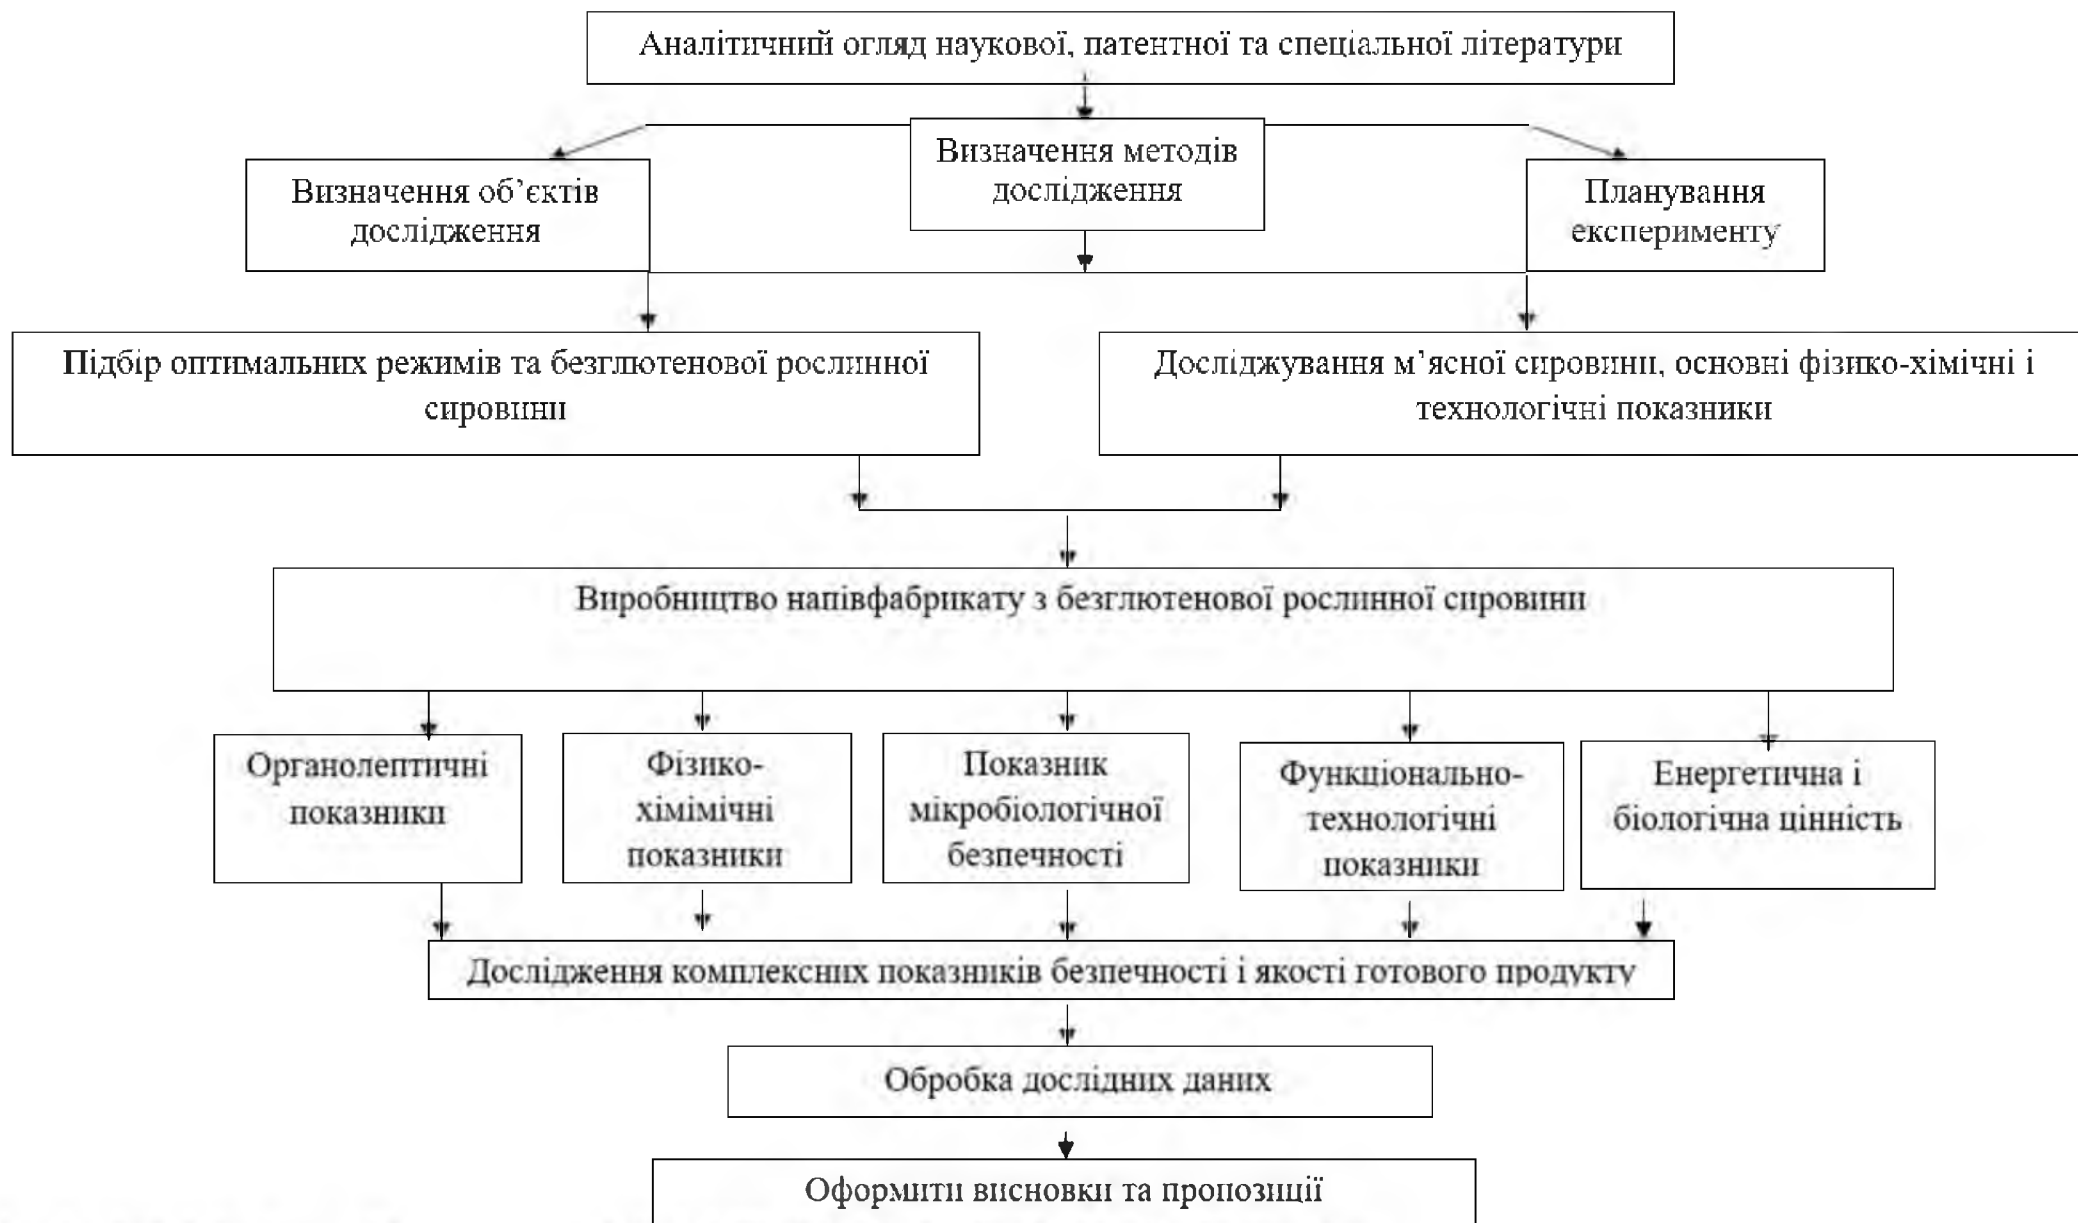 Аналітичний огляд наукової, патентної та спеціальної літератури
Визначення методів
дослідження
Визначення об’єктів
дослідження
Планування
експерименту
Підбір оптимальних режимів та безглютенової рослинної
сировини
Досліджування м’ясної сировини, основні фізико-хімічні і
технологічні показники
Виробництво напівфабрикату з безглютенової рослинної сировини
Органолептичні
показники
Фізико-
хімімічні
показники
Показник
мікробіологічної
безпечності
Функціонально-
технологічні
показники
Енергетична і
біологічна цінність
Дослідження комплексних показників безпечності і якості готового продукту
Обробка дослідних даних
Оформити висновки та пропозиції